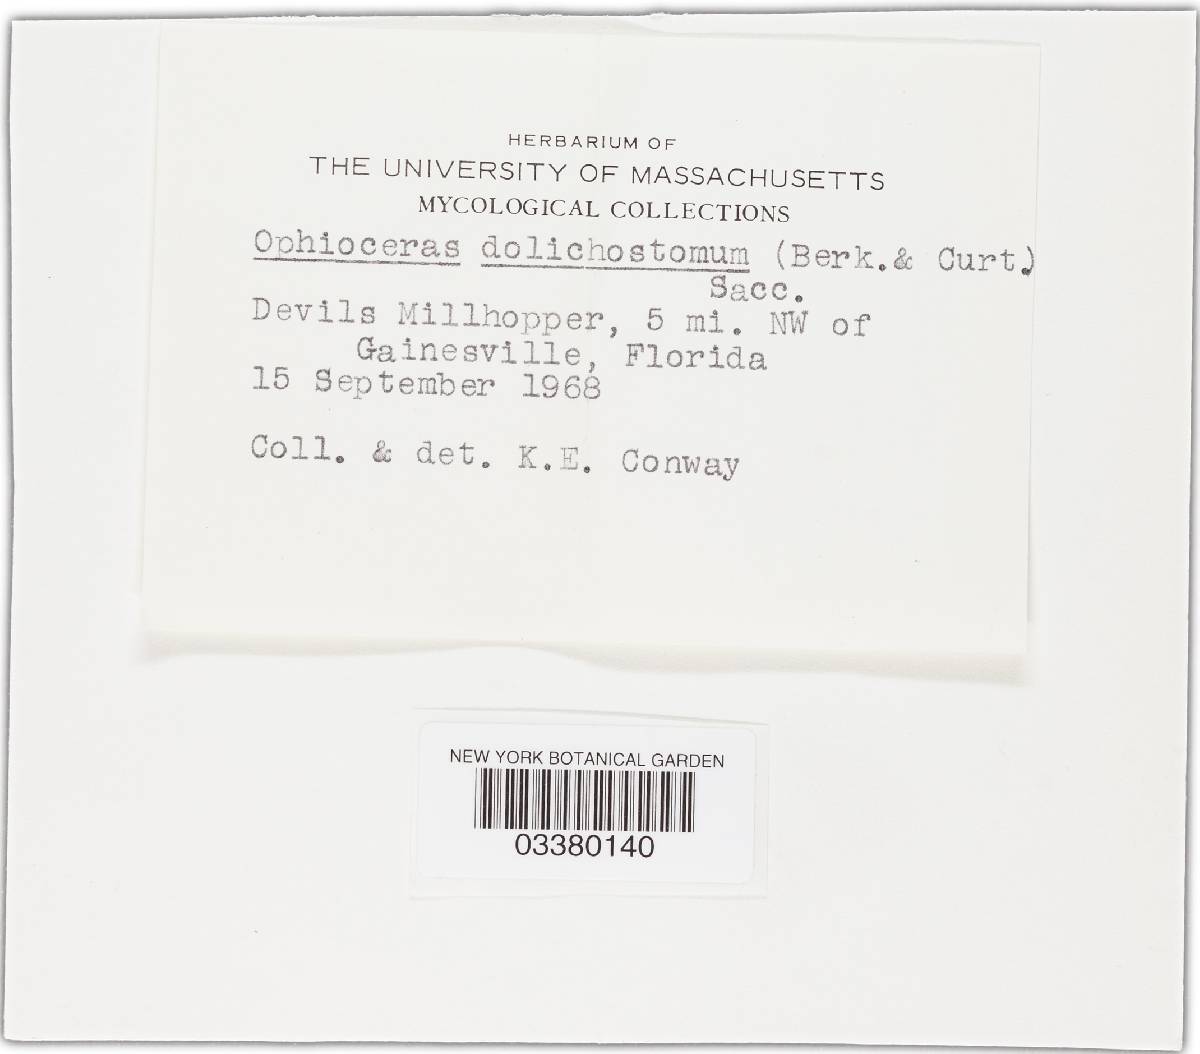 HERBARIUM OF
THE UNIVERSITY OF MASSACHUSETTS
MYCOLOGICAL COLLECTIONS
Ophioceras dolichostomum (Berk.& Curt.)
Sacc.
Devils Millhopper, 5 mi. NW of
Gainesville, Florida
15 September 1968
Coll. & det. K.E. Conway
NEW YORK BOTANICAL GARDEN
03380140